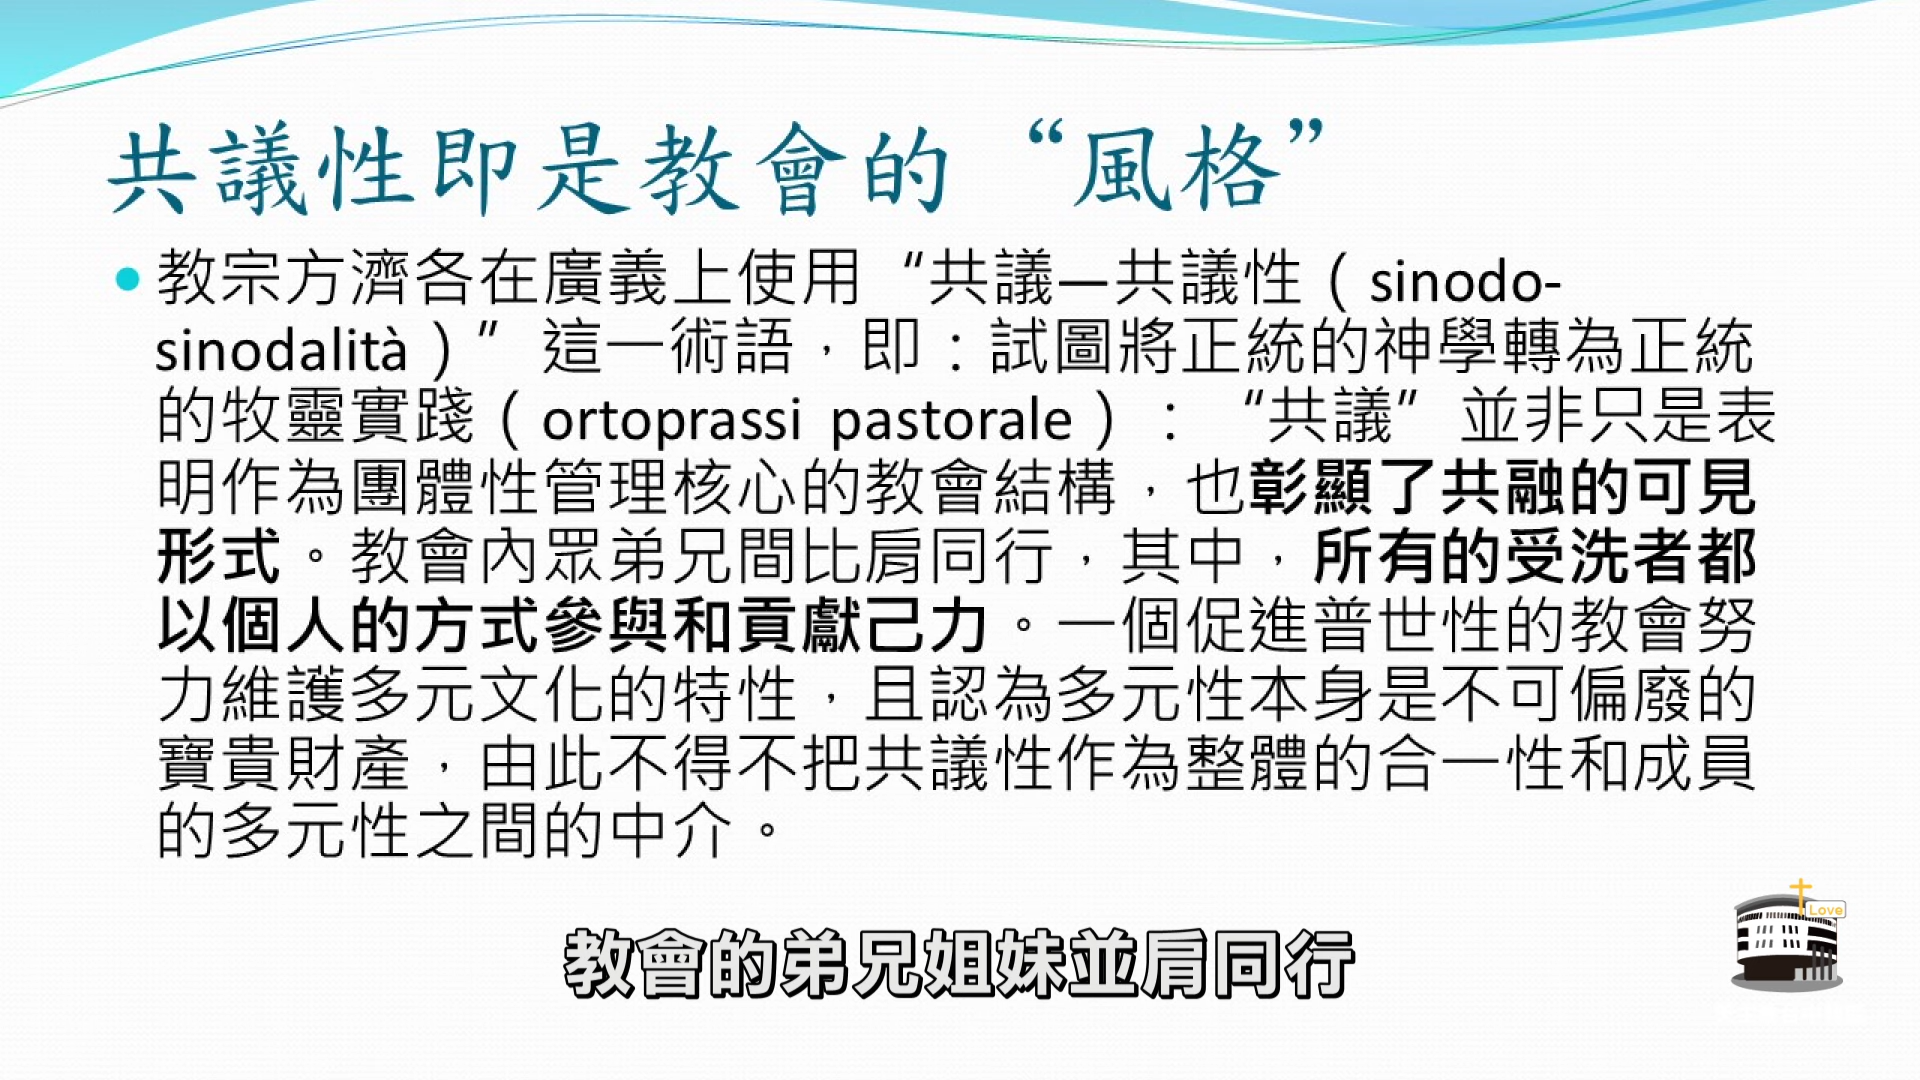 共議性即是教會的“風格”
• 教宗方濟各在廣義上使用“共議—共議性（sinodo-
sinodalità）”這一術語，即：試圖將正統的神學轉為正統
的牧靈實踐（ortoprassi pastorale）：“共議”並非只是表
明作為團體性管理核心的教會結構，也彰顯了共融的可見
形式。教會內眾弟兄間比肩同行，其中，所有的受洗者都
以個人的方式參與和貢獻己力。一個促進普世性的教會努
力維護多元文化的特性，且認為多元性本身是不可偏廢的
寶貴財產，由此不得不把共議性作為整體的合一性和成員
的多元性之間的中介。
Love
教會的弟兄姐妹並肩同行